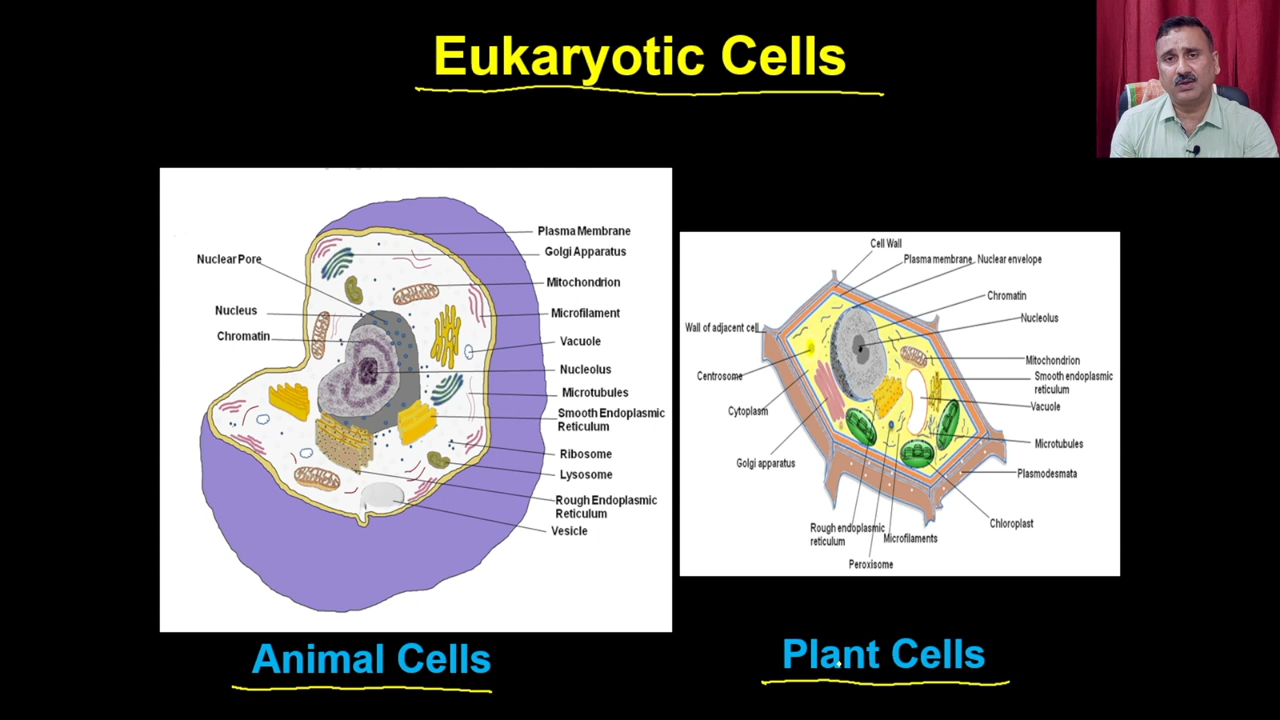 Eukaryotic Cells
Nuclear Pore
Nucleus
Chromatin
Plasma Membrane
Golgi Apparatus
Mitochondrion
Microfilament
Vacuole
Nucleolus
Microtubules
Smooth Endoplasmic
Reticulum
Ribosome
Lysosome
Rough Endoplasmic
Reticulum
Vesicle
Animal Cells
Cell Wall
Plasma membrane
Nuclear envelope
Chromatin
Nucleolus
Wall of adjacent cell
Mitochondrion
Centrosome
Smooth endoplasmic
reticulum
Vacuole
Cytoplasm
Microtubules
Golgi apparatus
Plasmodesmata
Chloroplast
Rough endoplasmic
reticulum
Microfilaments
Peroxisome
Plant Cells